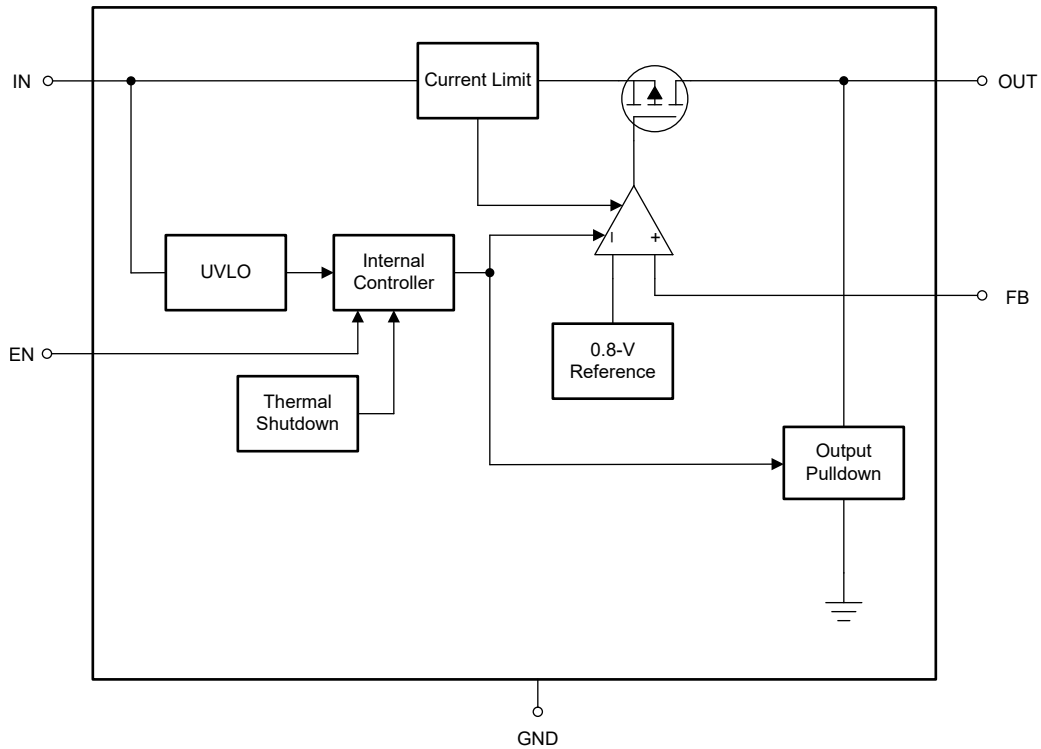 IN
Current Limit
OUT
UVLO
Internal
Controller
− +
FB
EN
0.8-V
Reference
Thermal
Shutdown
Output
Pulldown
GND